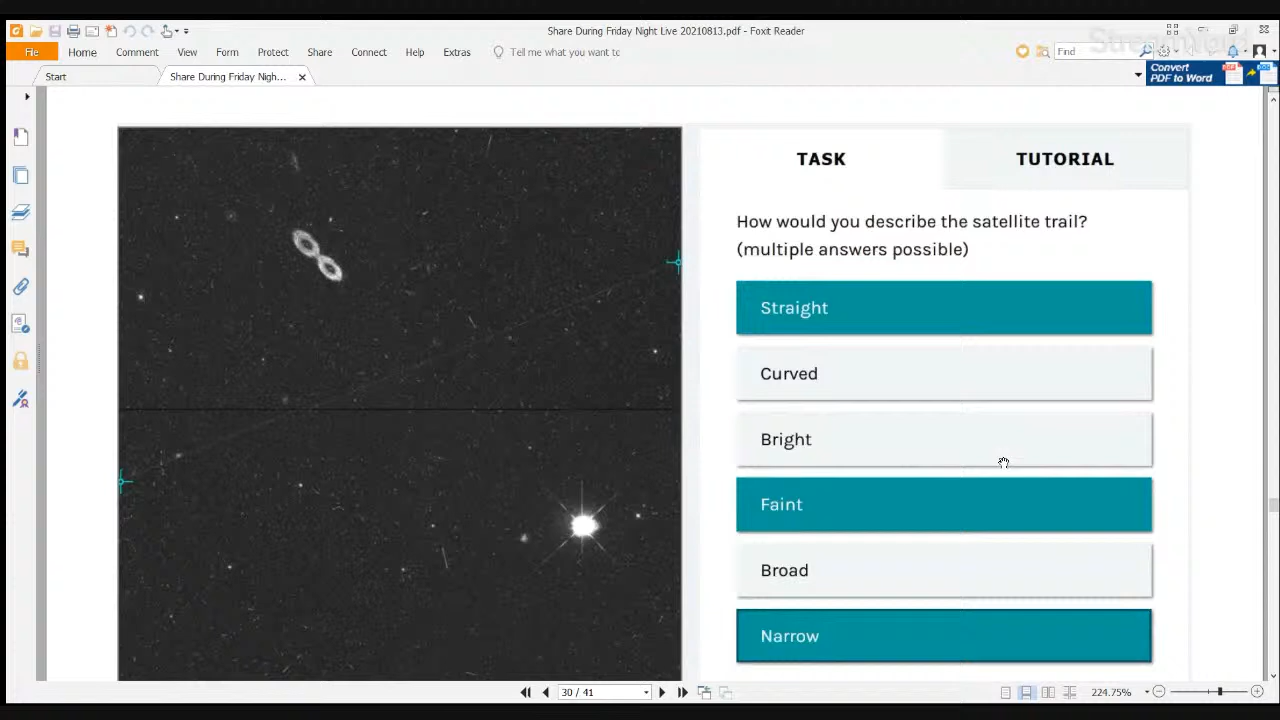 Share During Friday Night Live 20210813.pdf - Foxit Reader
File Home Comment View Form Protect Share Connect Help Extras Tell me what you want tc Find
Start Share During Friday Nigh...
Convert
PDF to Word
TASK TUTORIAL
How would you describe the satellite trail?
(multiple answers possible)
Straight
Curved
Bright
Faint
Broad
Narrow
30 / 41 224.75%